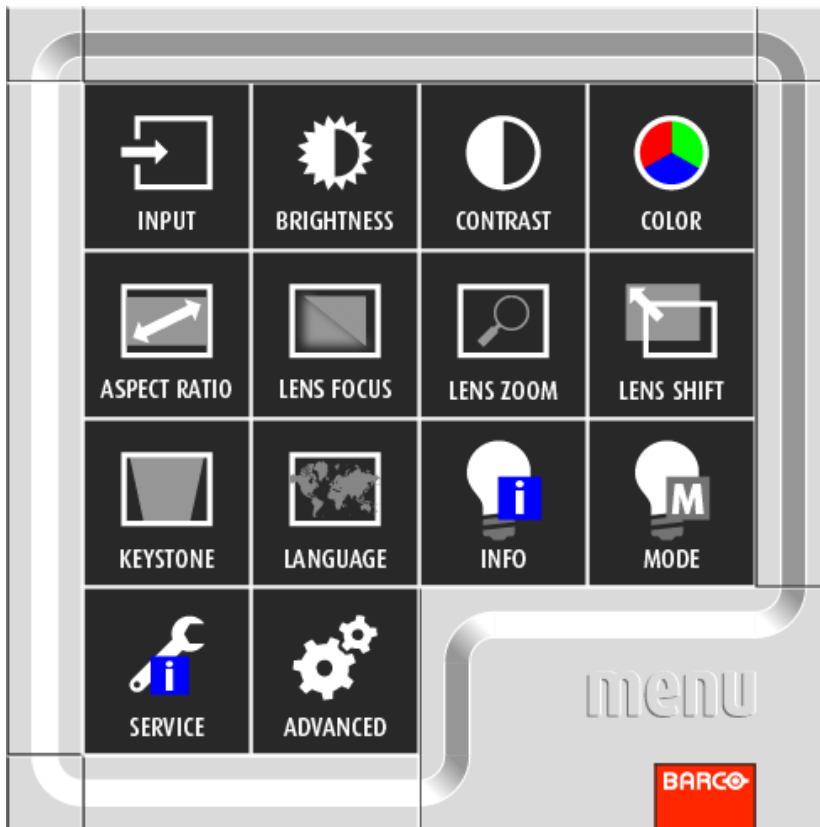 INPUT
BRIGHTNESS
CONTRAST
COLOR
ASPECT RATIO
LENS FOCUS
LENS ZOOM
LENS SHIFT
KEYSTONE
LANGUAGE
i
INFO
M
MODE
i
SERVICE
ADVANCED
menu
BARCO